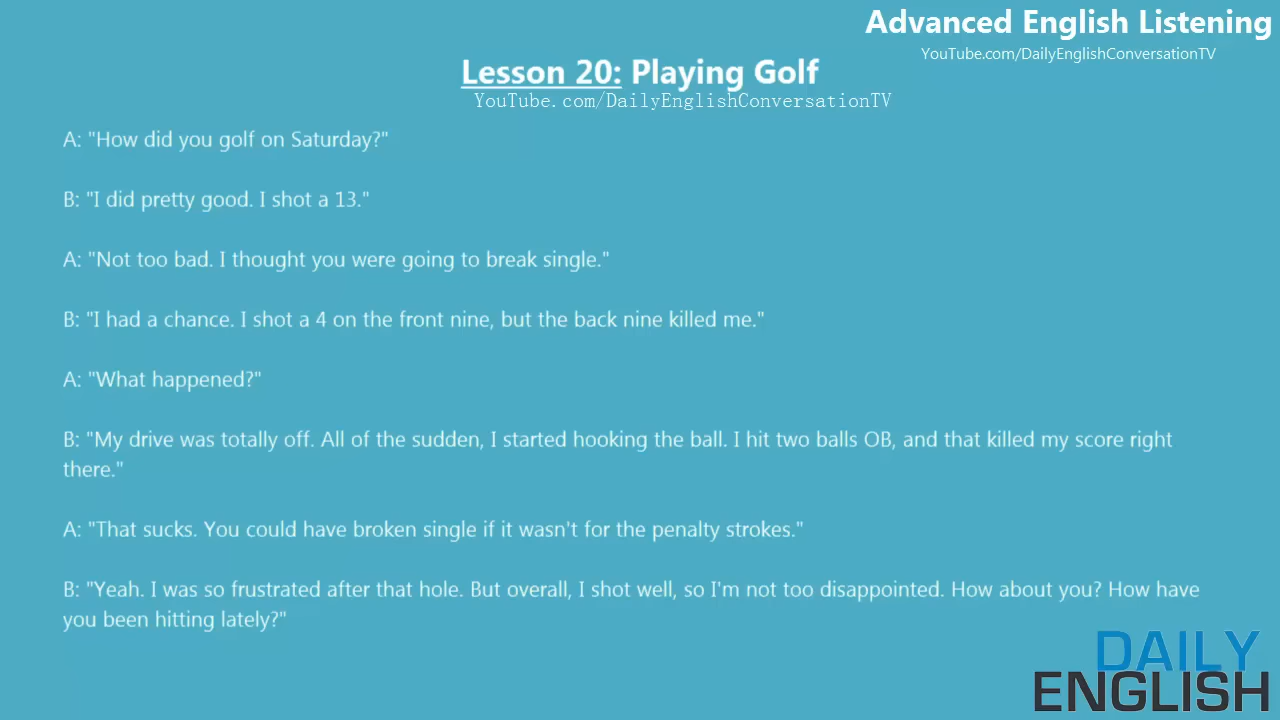 Advanced English Listening
YouTube.com/DailyEnglishConversationTV
Lesson 20: Playing Golf
YouTube.com/DailyEnglishConversationTV
A: "How did you golf on Saturday?"
B: "I did pretty good. I shot a 13."
A: "Not too bad. I thought you were going to break single."
B: "I had a chance. I shot a 4 on the front nine, but the back nine killed me."
A: "What happened?"
B: "My drive was totally off. All of the sudden, I started hooking the ball. I hit two balls OB, and that killed my score right
there."
A: "That sucks. You could have broken single if it wasn't for the penalty strokes."
B: "Yeah. I was so frustrated after that hole. But overall, I shot well, so I'm not too disappointed. How about you? How have
you been hitting lately?"
DAILY
ENGLISH